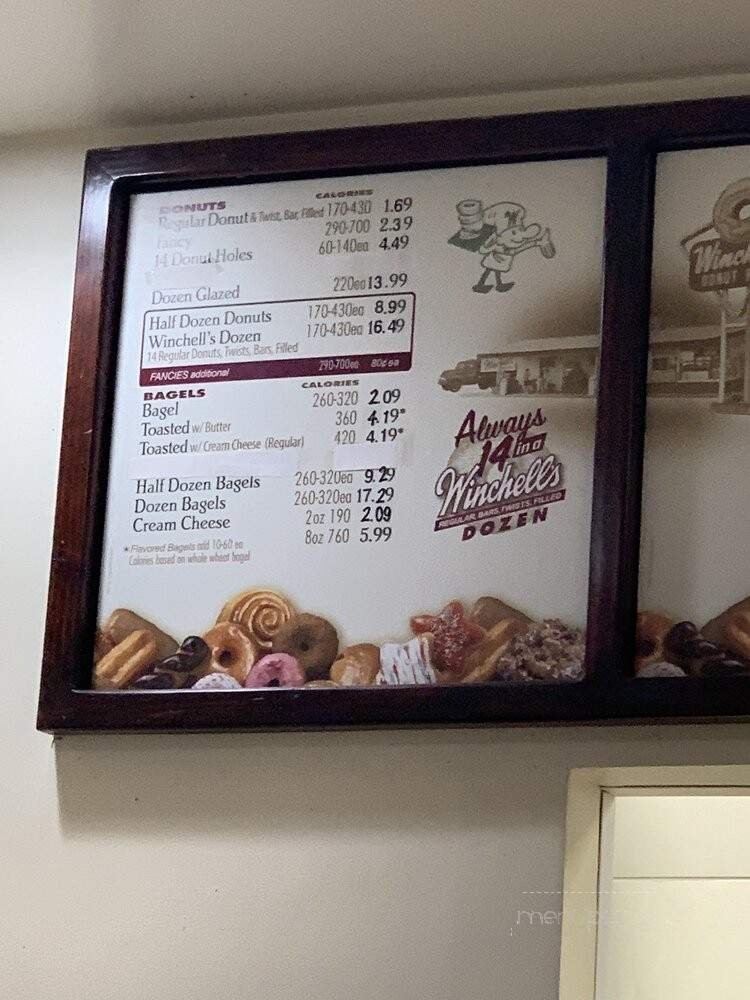 DONUTS CALORIES
Regular Donut & Twist, Bar, Filled 170-430 1.69
Fancy 290-700 2.39
14 Donut Holes 60-140ea 4.49
Dozen Glazed 220ea 13.99
Half Dozen Donuts 170-430ea 8.99
Winchell's Dozen 170-430ea 16.49
14 Regular Donuts, Twists, Bars, Filled
FANCIES additional 290-700ea 80¢ea
BAGELS CALORIES
Bagel 260-320 2.09
Toasted w/ Butter 360 4.19*
Toasted w/ Cream Cheese (Regular) 420 4.19*
Half Dozen Bagels 260-320ea 9.29
Dozen Bagels 260-320ea 17.29
Cream Cheese 2oz 190 2.09
8oz 760 5.99
*Flavored Bagels add 10-60 ea
Calories based on whole wheat bagel
Always
14 in a
Winchell's
REGULAR, BARS, TWISTS, FILLED
DOZEN
W
Winche
DONUT